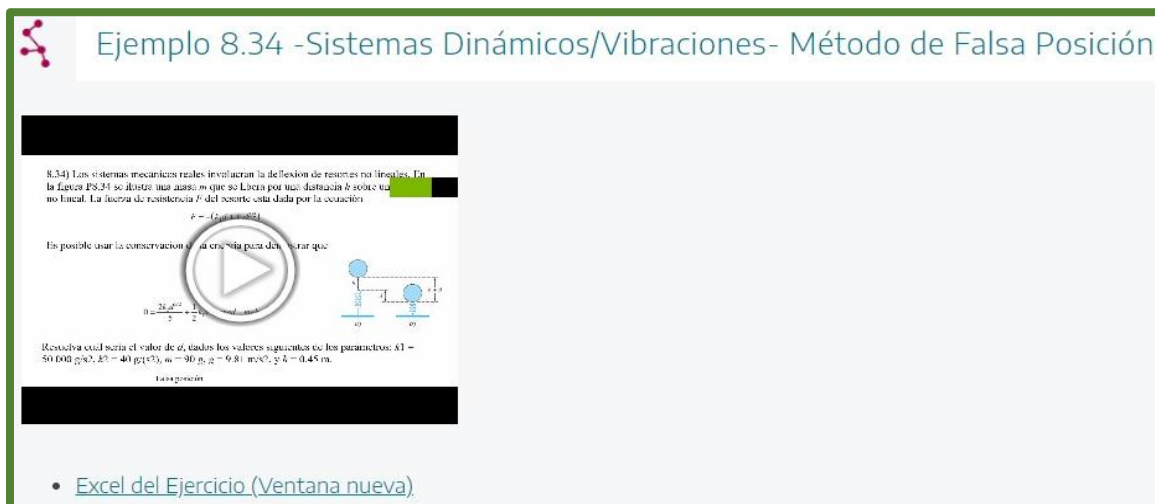 Ejemplo 8.34 -Sistemas Dinámicos/Vibraciones- Método de Falsa Posición
8.34) Los sistemas mecánicos reales involucran la deflexión de resortes no lineales. En
la figura P8.34 se ilustra una masa m que se libera por una distancia h sobre un
no lineal. La fuerza de resistencia F del resorte esta dada por la ecuación
Es posible usar la conservación energía para demostrar que
Resuelva cuál sería el valor de d, dados los valores siguientes de los parámetros: k1 =
50 000 g/s2, k2 = 40 g/(s2), m = 90 g, g = 9.81 m/s2, y h = 0.45 m.
Falsa posición
Excel del Ejercicio (Ventana nueva)